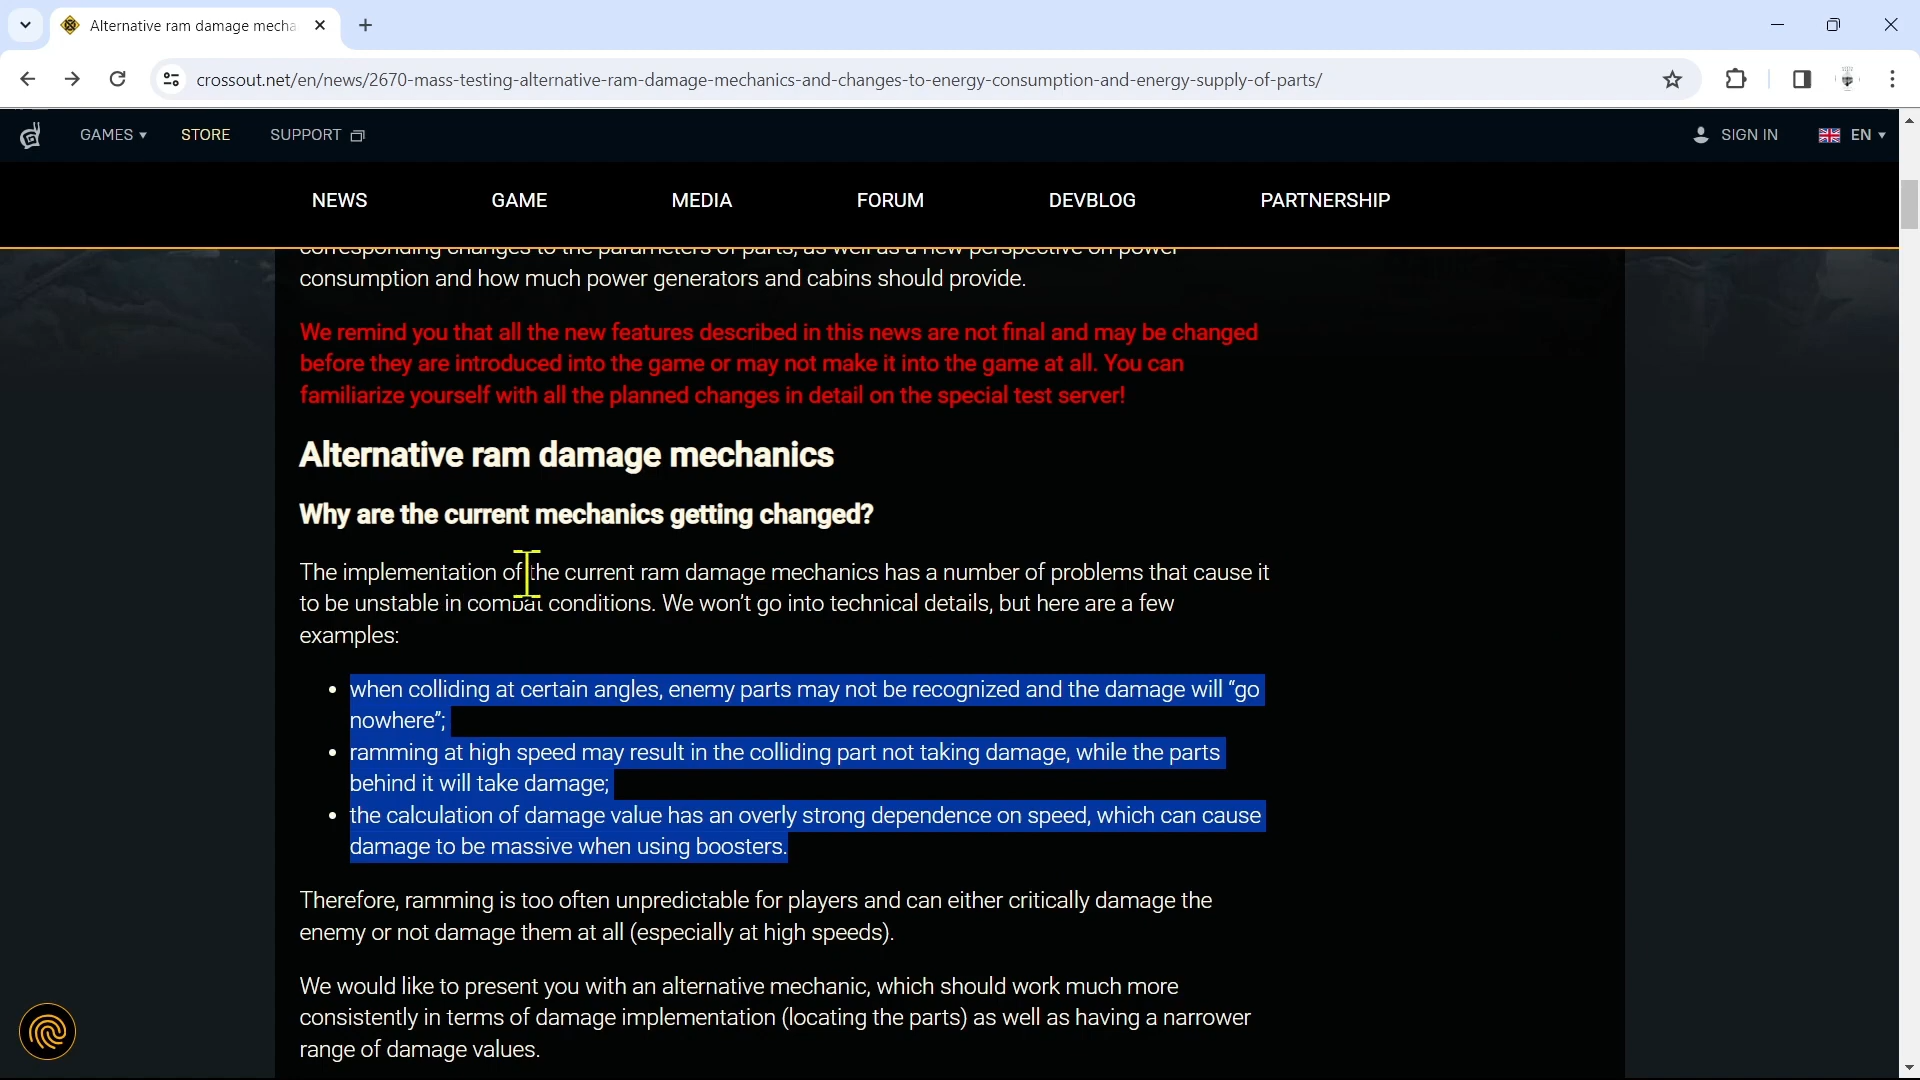 Alternative ram damage mecha
crossout.net/en/news/2670-mass-testing-alternative-ram-damage-mechanics-and-changes-to-energy-consumption-and-energy-supply-of-parts/
GAMES STORE SUPPORT SIGN IN EN
NEWS GAME MEDIA FORUM DEVBLOG PARTNERSHIP
corresponding changes to the parameters of parts, as well as a new perspective on power
consumption and how much power generators and cabins should provide.
We remind you that all the new features described in this news are not final and may be changed
before they are introduced into the game or may not make it into the game at all. You can
familiarize yourself with all the planned changes in detail on the special test server!
Alternative ram damage mechanics
Why are the current mechanics getting changed?
The implementation of the current ram damage mechanics has a number of problems that cause it
to be unstable in combat conditions. We won't go into technical details, but here are a few
examples:
• when colliding at certain angles, enemy parts may not be recognized and the damage will “go
nowhere”;
• ramming at high speed may result in the colliding part not taking damage, while the parts
behind it will take damage;
• the calculation of damage value has an overly strong dependence on speed, which can cause
damage to be massive when using boosters.
Therefore, ramming is too often unpredictable for players and can either critically damage the
enemy or not damage them at all (especially at high speeds).
We would like to present you with an alternative mechanic, which should work much more
consistently in terms of damage implementation (locating the parts) as well as having a narrower
range of damage values.